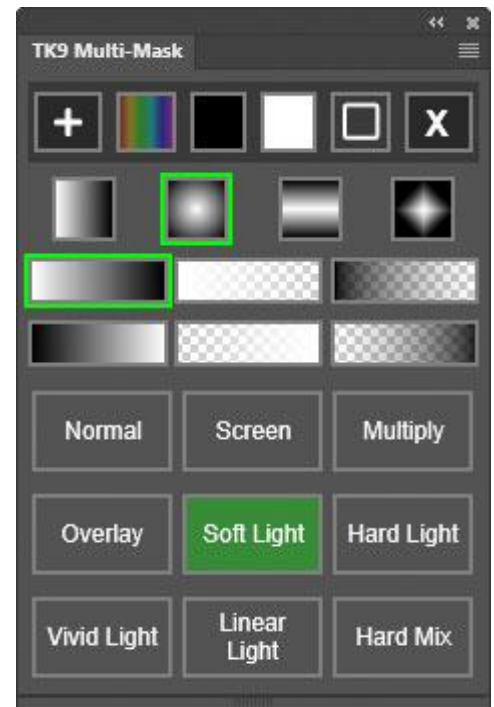 TK9 Multi-Mask
+ X
Normal Screen Multiply
Overlay Soft Light Hard Light
Vivid Light Linear Light Hard Mix